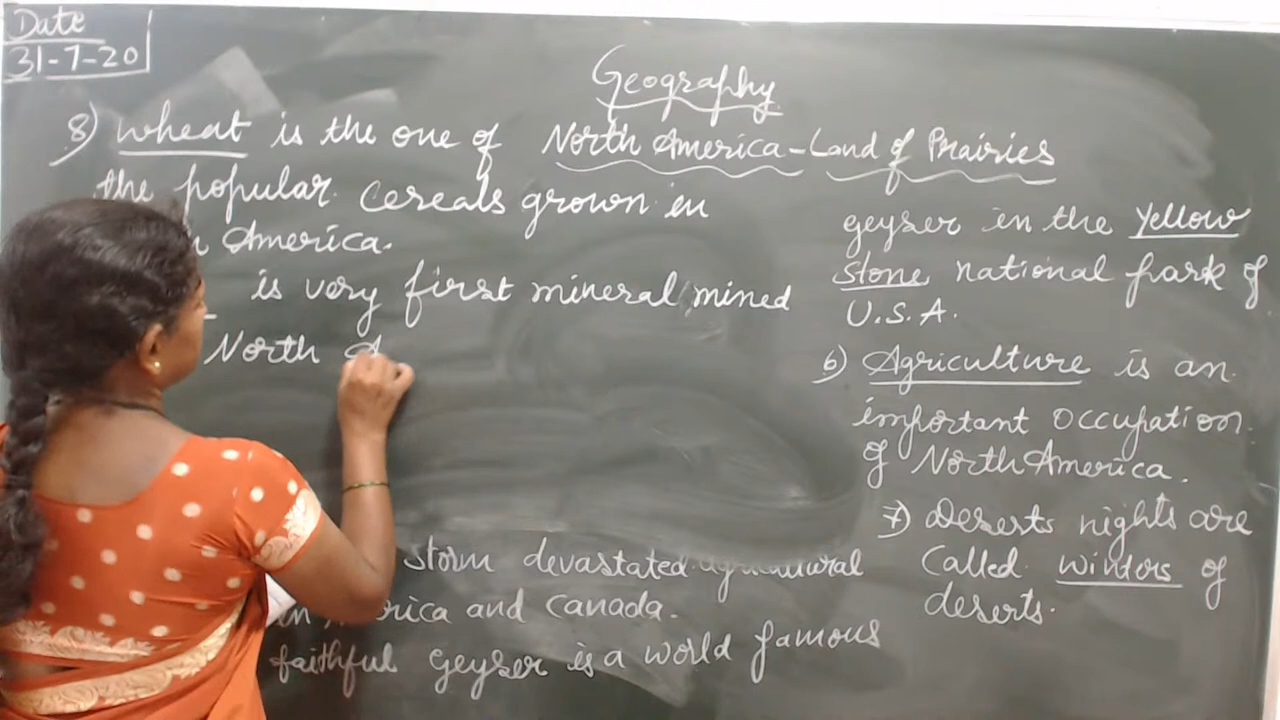 Date
31-7-20
Geography
North America - Land of Prairies
8) Wheat is the one of
the popular cereals grown in
America.
is very first mineral mined
North A
storm devastated
and Canada.
faithful Geyser is a world famous
geyser in the Yellow
stone national park of
U.S.A.
6) Agriculture is an
important occupation
of North America.
7) Deserts nights are
called winters of
deserts.